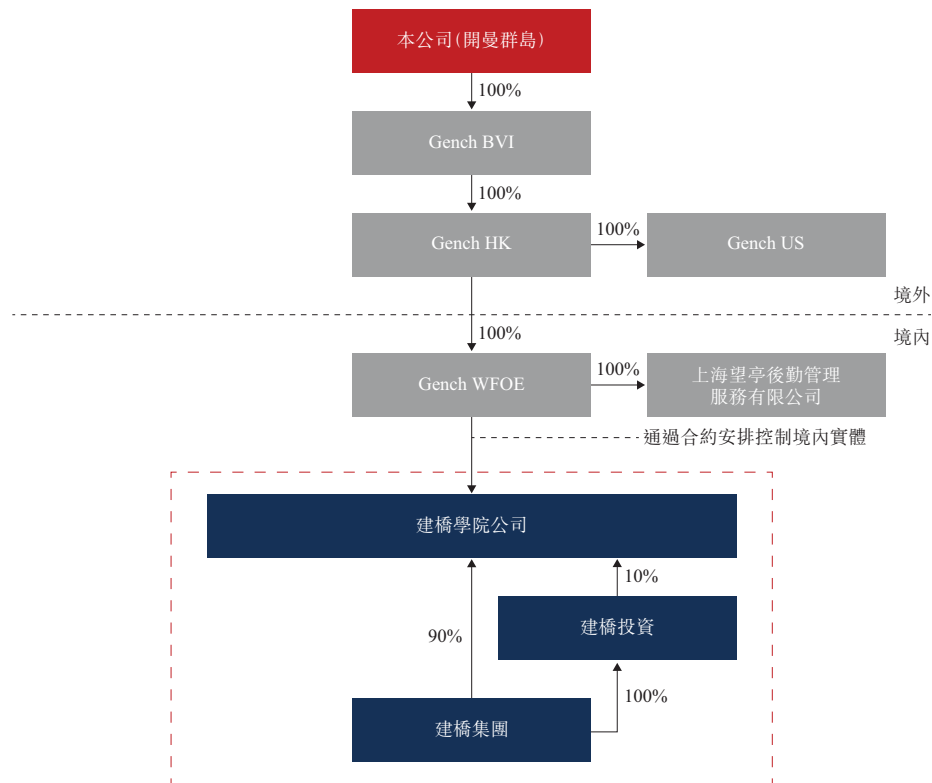 本公司(開曼群島)
100%
Gench BVI
100%
Gench HK
100%
Gench US
境外
境內
100%
Gench WFOE
100%
上海望亭後勤管理
服務有限公司
通過合約安排控制境內實體
建橋學院公司
10%
建橋投資
90%
100%
建橋集團